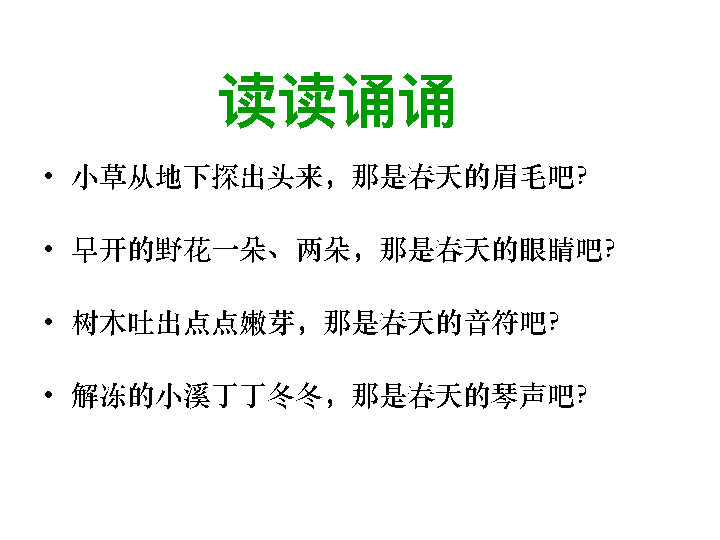 读读诵诵
• 小草从地下探出头来，那是春天的眉毛吧?
• 早开的野花一朵、两朵，那是春天的眼睛吧?
• 树木吐出点点嫩芽，那是春天的音符吧?
• 解冻的小溪丁丁冬冬，那是春天的琴声吧?